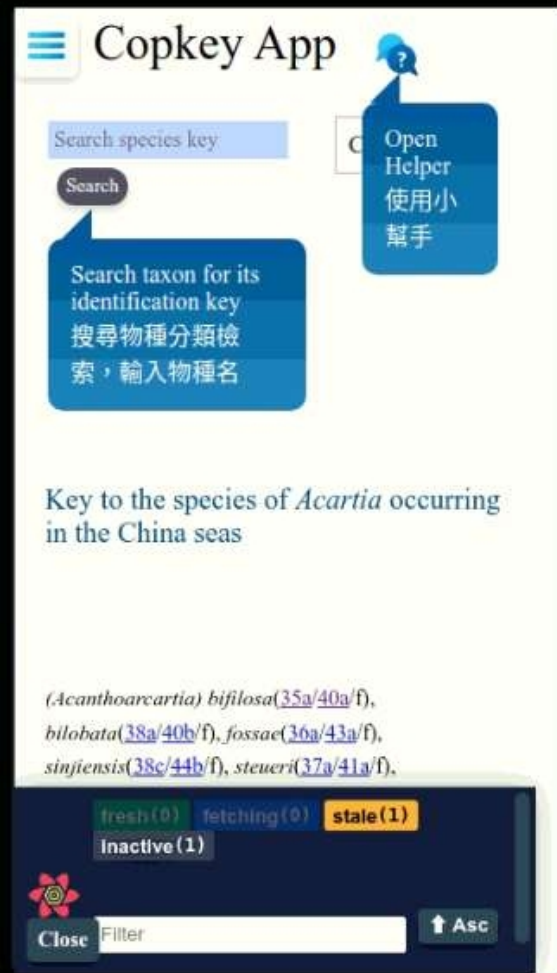 Copkey App
?
Search species key
C
Open
Helper
使用小
幫手
Search
Search taxon for its
identification key
搜尋物種分類檢
索，輸入物種名
Key to the species of Acartia occurring
in the China seas
(Acanthoarcartia) bifilosa(35a/40a/f),
bilobata(38a/40b/f), fossae(36a/43a/f),
sinjiensis(38c/44b/f), steueri(37a/41a/f),
fresh(0) fetching(0) stale(1)
inactive(1)
Close
Filter
Asc